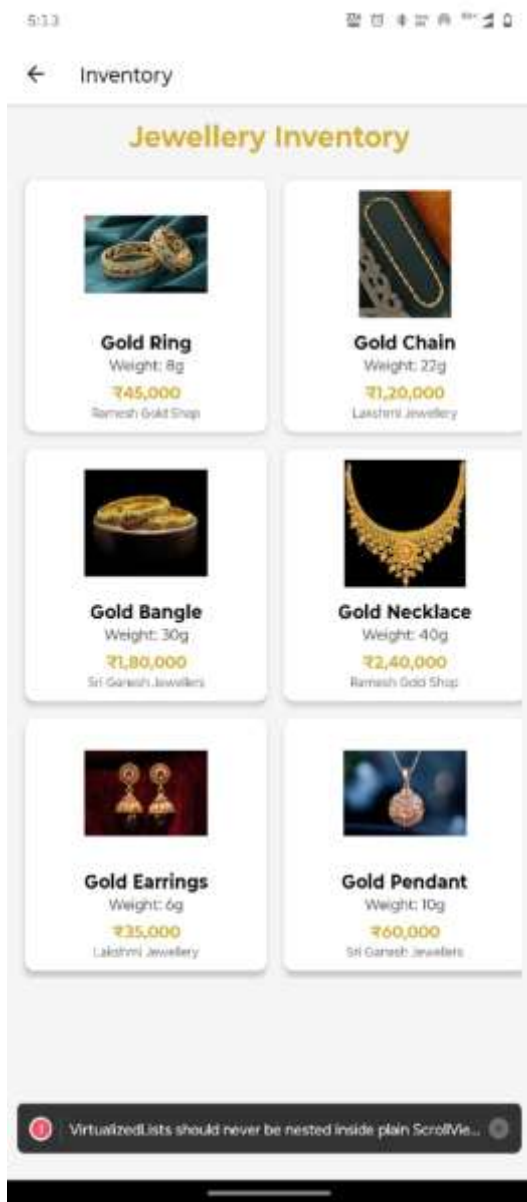 5:13
Inventory
Jewellery Inventory
Gold Ring
Weight: 8g
₹45,000
Ramesh Gold Shop
Gold Chain
Weight: 22g
₹1,20,000
Lakshmi Jewellery
Gold Bangle
Weight: 30g
₹1,80,000
Sri Ganesh Jewellers
Gold Necklace
Weight: 40g
₹2,40,000
Ramesh Gold Shop
Gold Earrings
Weight: 6g
₹35,000
Lakshmi Jewellery
Gold Pendant
Weight: 10g
₹60,000
Sri Ganesh Jewellers
VirtualizedLists should never be nested inside plain ScrollVie...